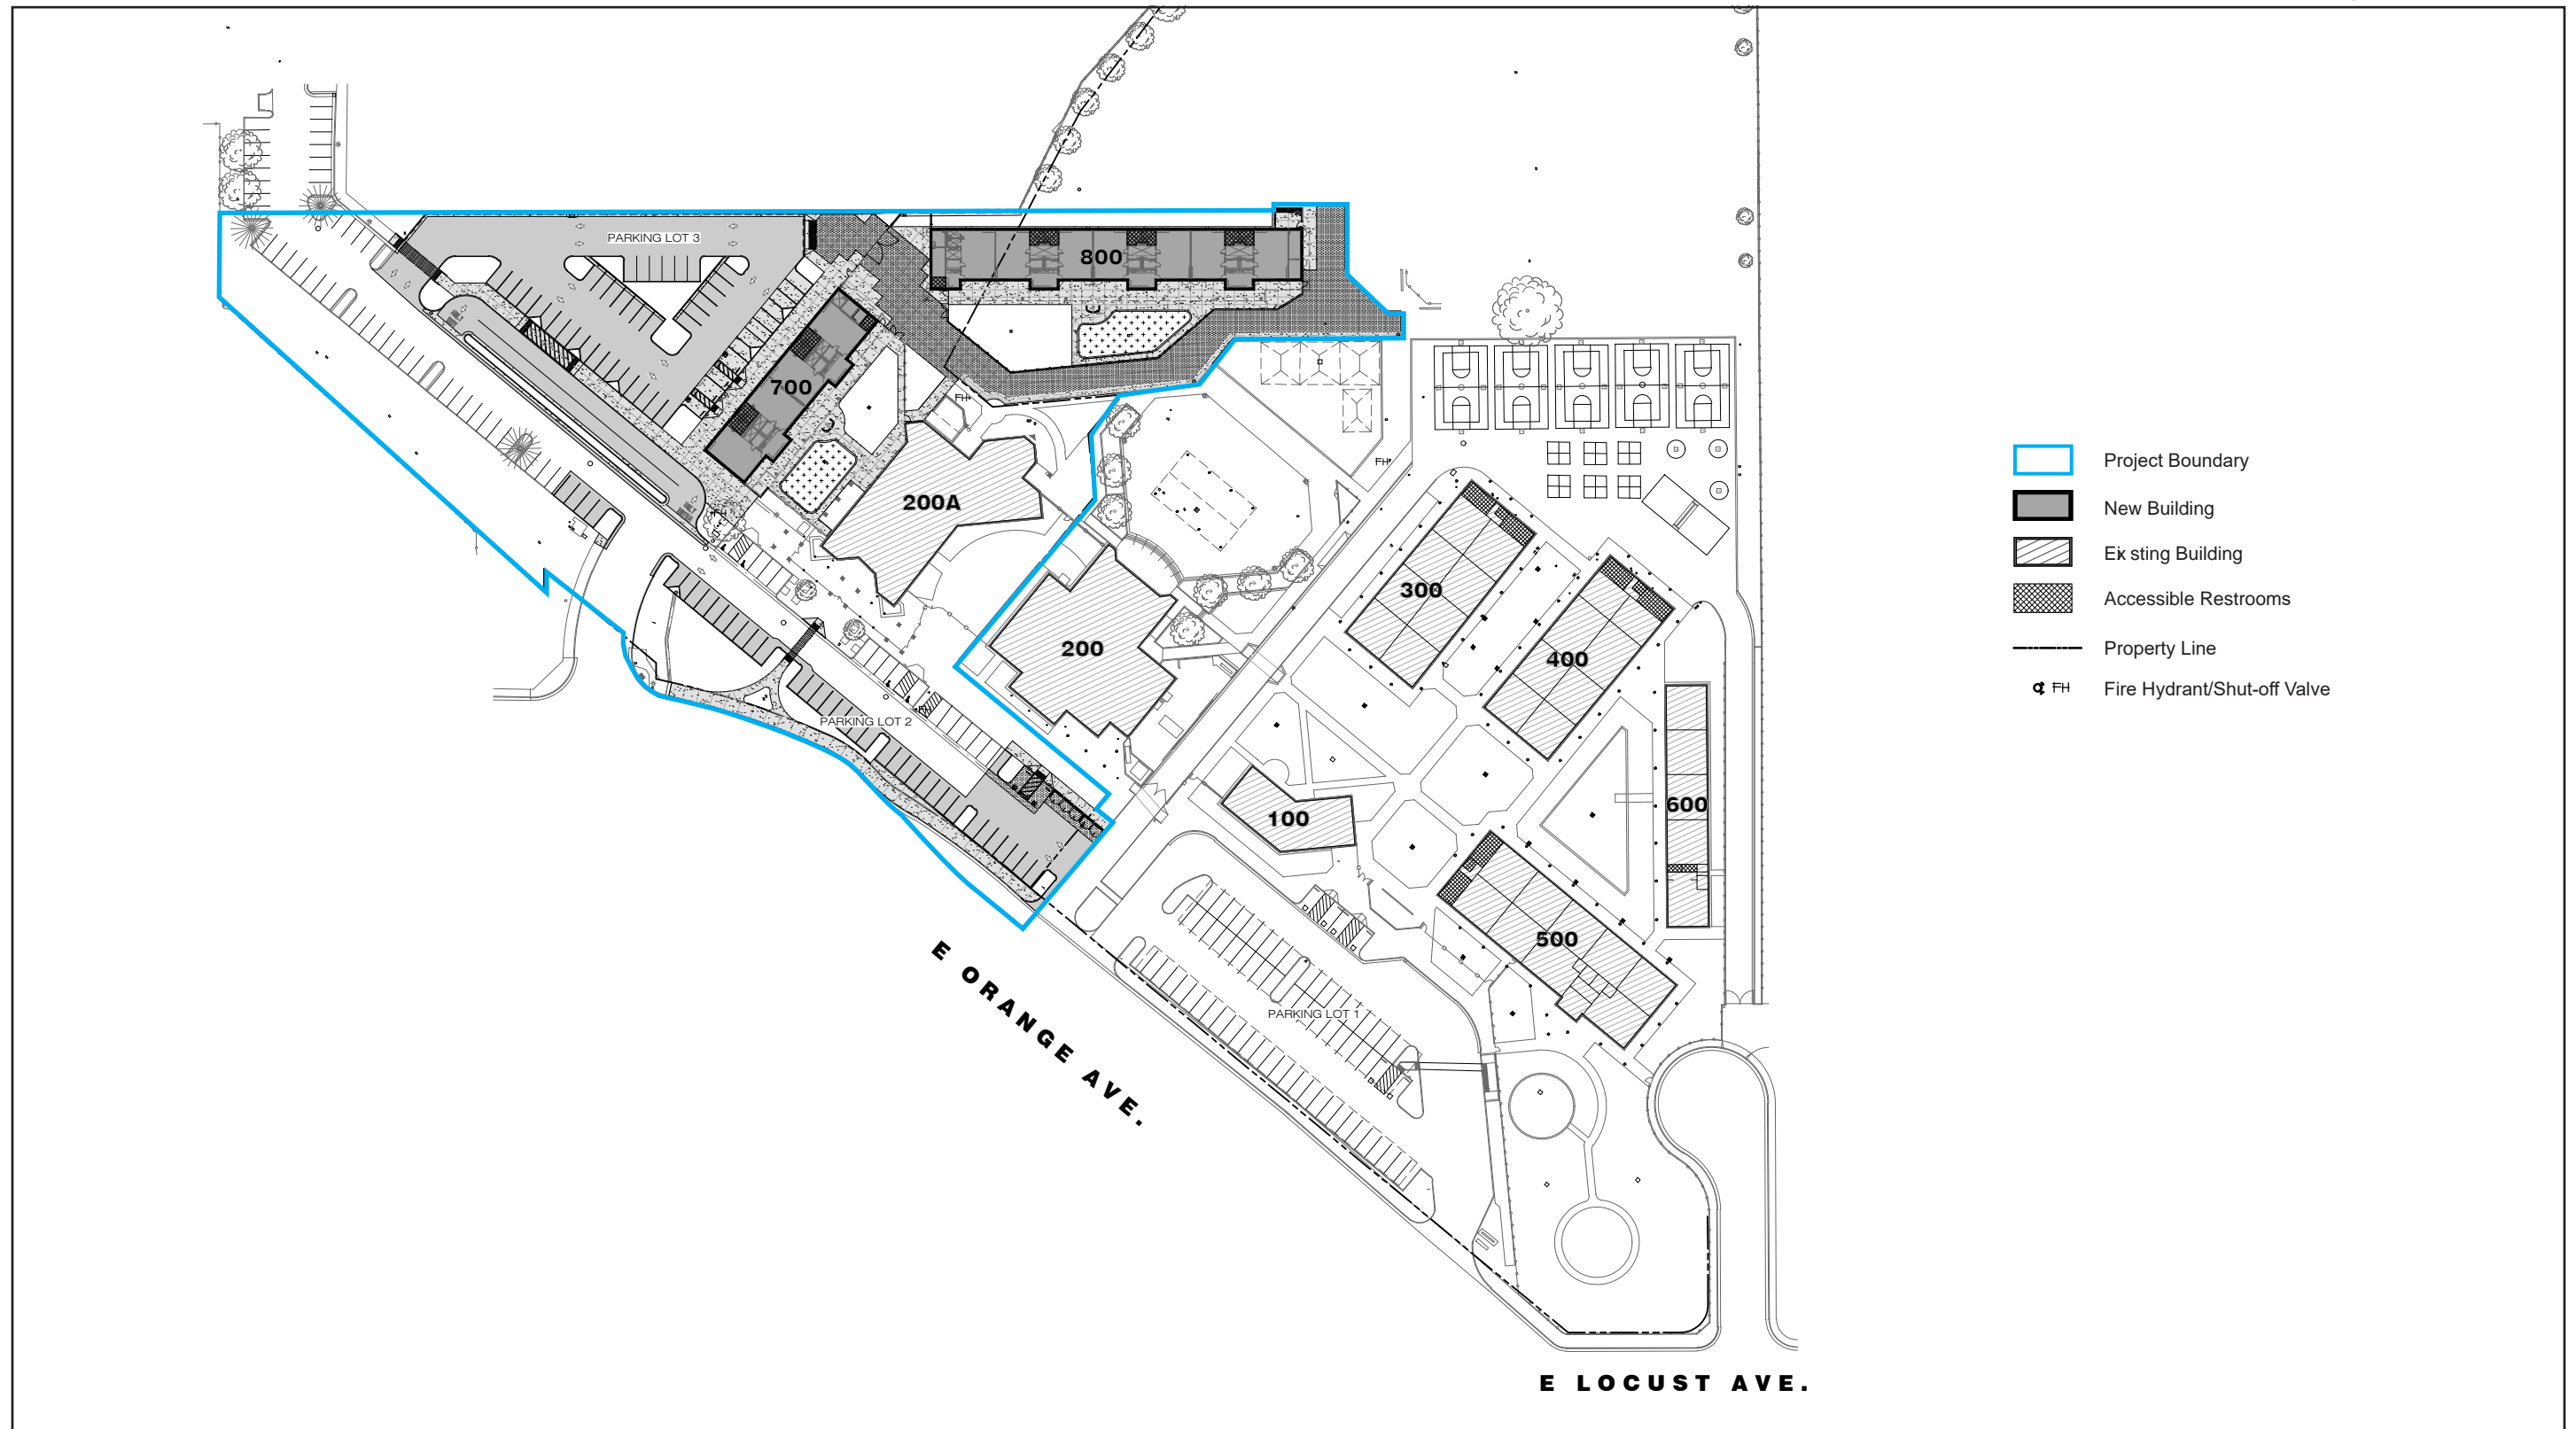 PARKING LOT 3
800
700
FH
200A
FH
FH
300
400
200
FH
PARKING LOT 2
600
100
500
PARKING LOT 1
E ORANGE AVE.
E LOCUST AVE.
Project Boundary
New Building
Ex sting Building
Accessible Restrooms
Property Line
FH Fire Hydrant/Shut-off Valve